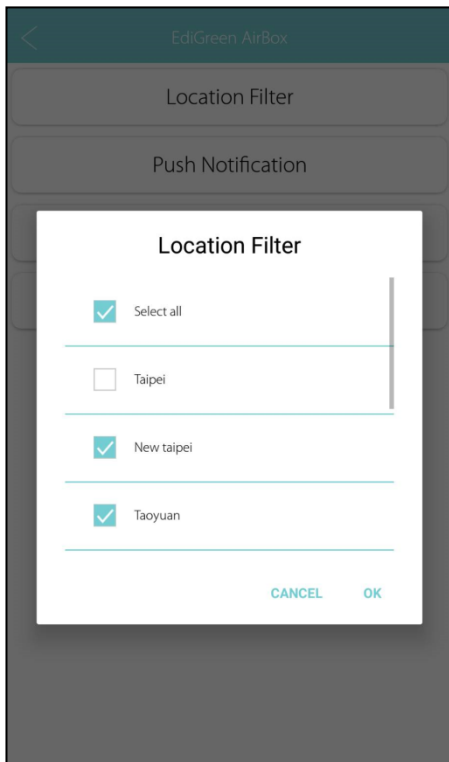 EdiGreen AirBox
Location Filter
Push Notification
Location Filter
Select all
Taipei
New taipei
Taoyuan
CANCEL OK